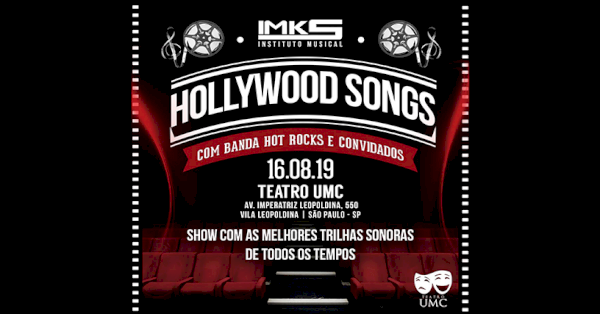 IMKS
INSTITUTO MUSICAL
HOLLYWOOD SONGS
COM BANDA HOT ROCKS E CONVIDADOS
16.08.19
TEATRO UMC
AV. IMPERATRIZ LEOPOLDINA, 550
VILA LEOPOLDINA | SÃO PAULO - SP
SHOW COM AS MELHORES TRILHAS SONORAS
DE TODOS OS TEMPOS
TEATRO
UMC